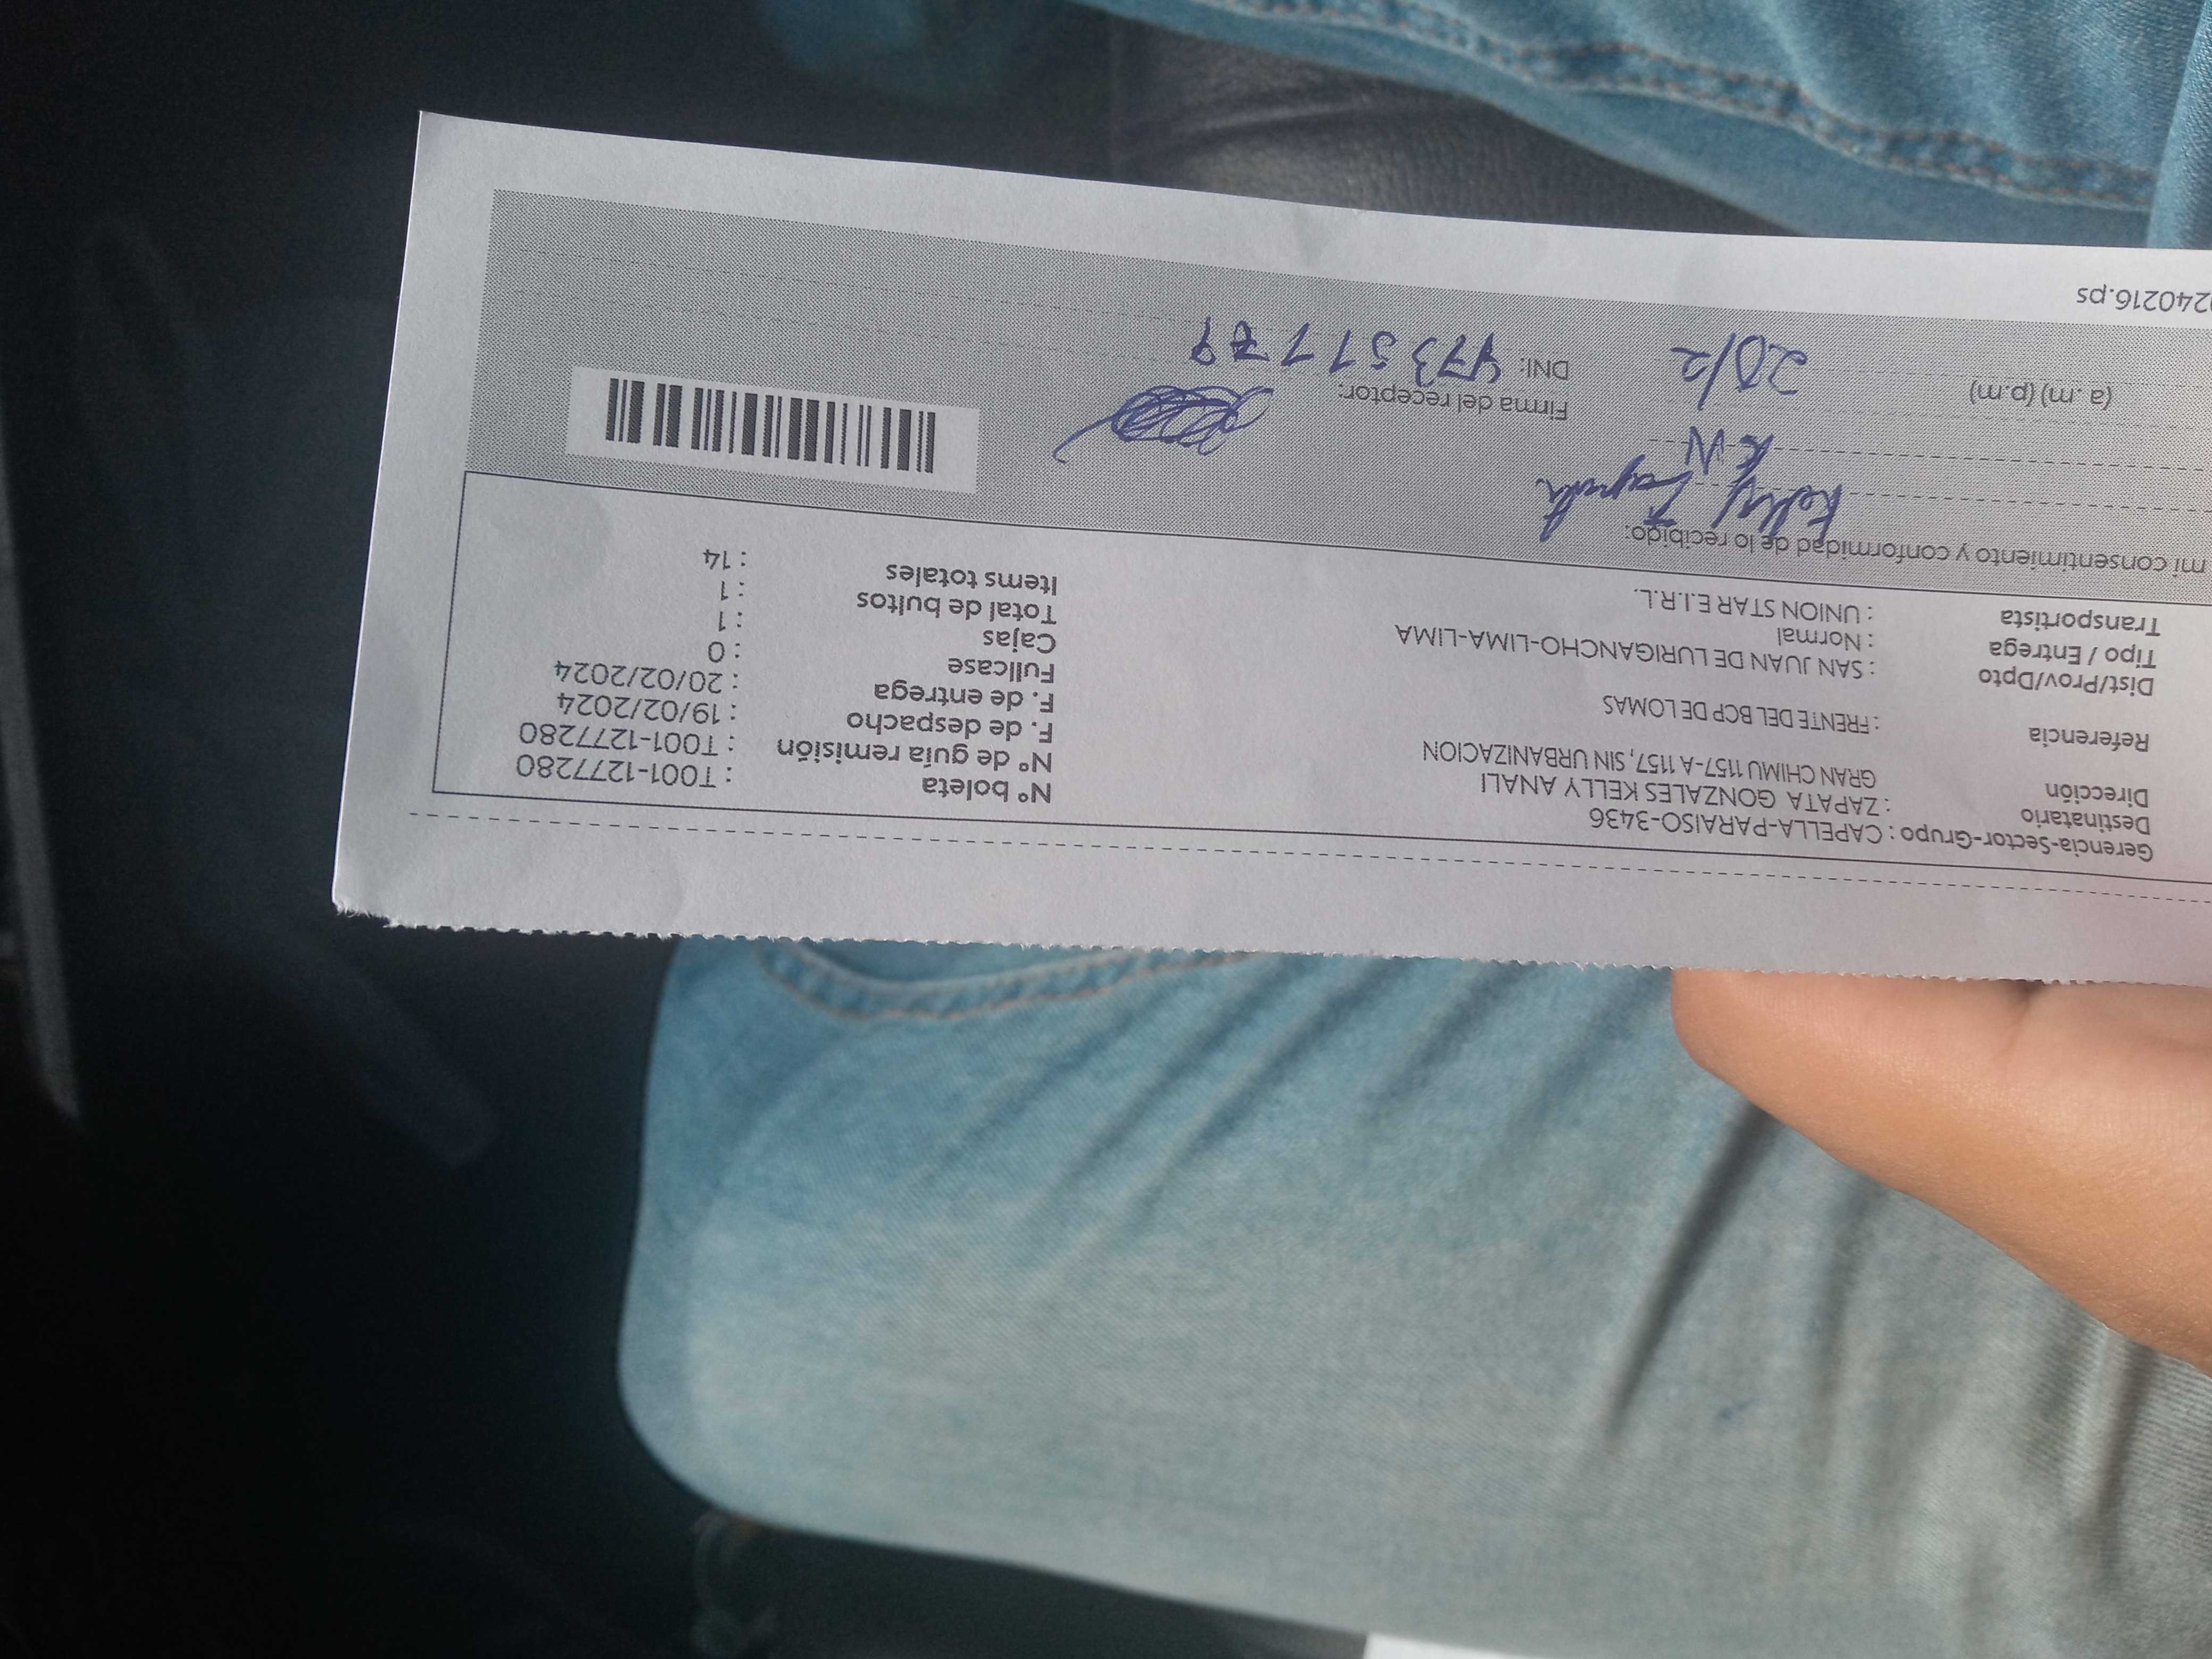 Gerencia-Sector-Grupo : CAPELLA-PARAISO-3436
Destinatario : ZAPATA GONZALES KELLY ANALI
Dirección GRAN CHIMU 1157-A 1157, SIN URBANIZACION
Referencia : FRENTE DEL BCP DE LOMAS
Dist/Prov/Dpto : SAN JUAN DE LURIGANCHO-LIMA-LIMA
Tipo / Entrega : Normal
Transportista : UNION STAR E.I.R.L.
Nº boleta : T001-1277280
Nº de guía remisión : T001-1277280
F. de despacho : 19/02/2024
F. de entrega : 20/02/2024
Fullcase : 0
Cajas : 1
Total de bultos : 1
Items totales : 14
mi consentimiento y conformidad de lo recibido:
Kelly Zapata
(a .m) (p.m) 20/2
Firma del receptor:
DNI:
240216.ps